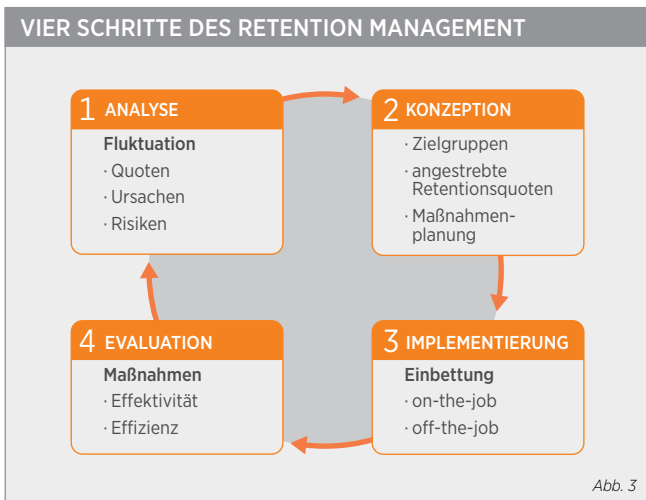 VIER SCHRITTE DES RETENTION MANAGEMENT
1 ANALYSE
Fluktuation
· Quoten
· Ursachen
· Risiken
2 KONZEPTION
· Zielgruppen
· angestrebte
Retentionsquoten
· Maßnahmen-
planung
3 IMPLEMENTIERUNG
Einbettung
· on-the-job
· off-the-job
4 EVALUATION
Maßnahmen
· Effektivität
· Effizienz
Abb. 3